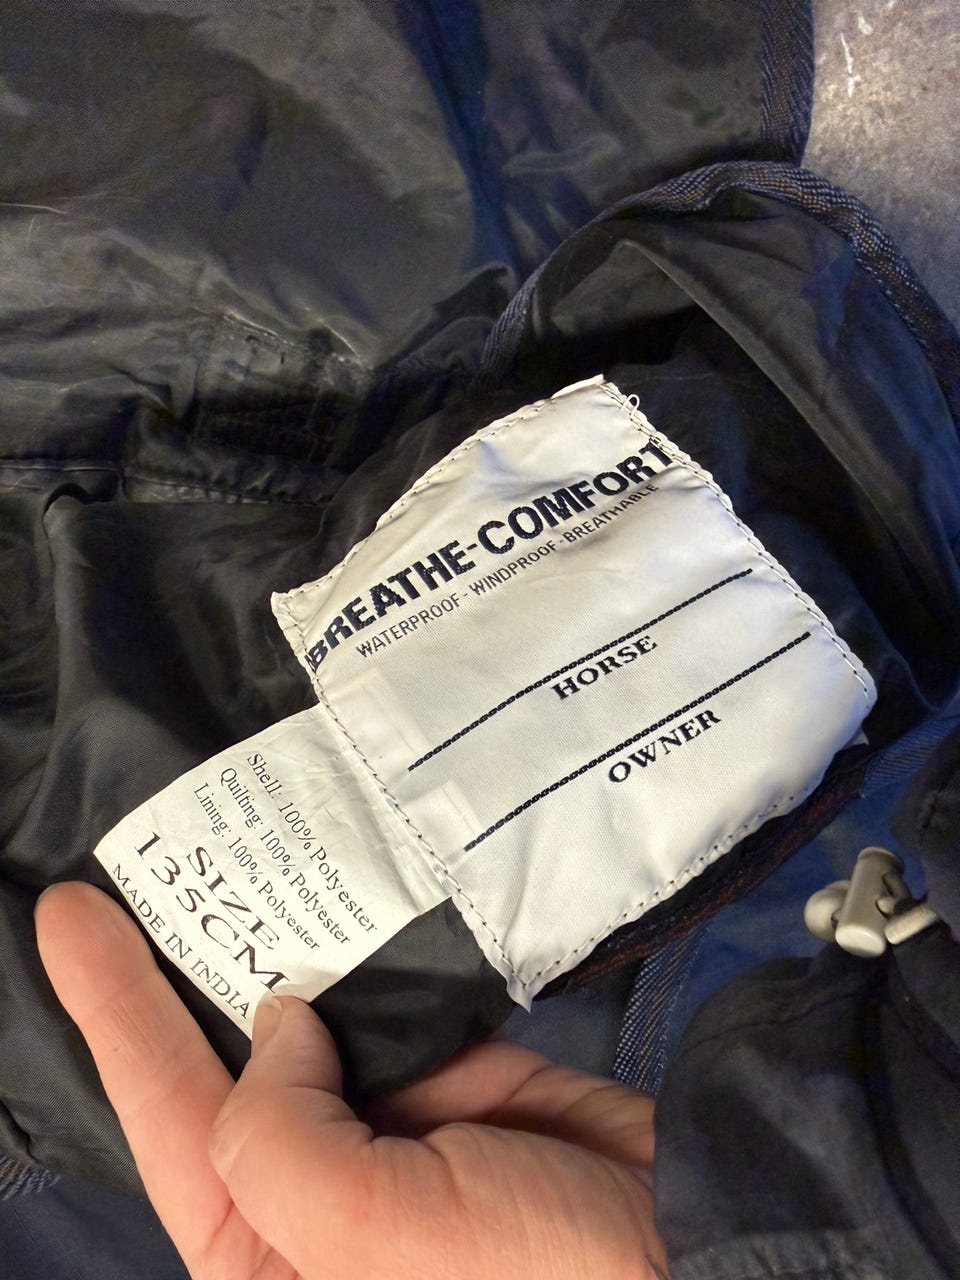 BREATHE-COMFORT
WATERPROOF - WINDPROOF - BREATHABLE
HORSE
OWNER
Shell: 100% Polyester
Quilting: 100% Polyester
Lining: 100% Polyester
SIZE
135CM
MADE IN INDIA